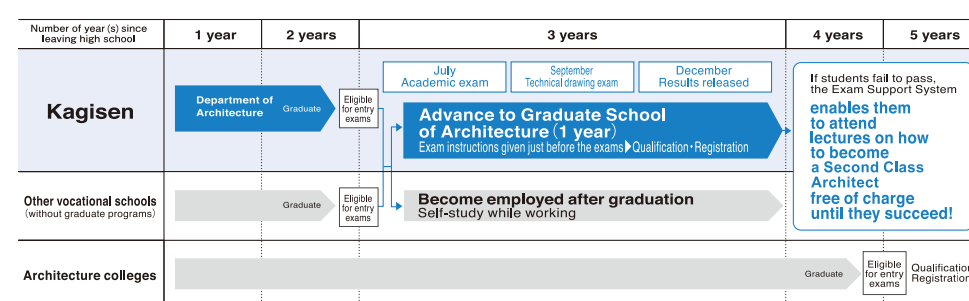 Number of year(s) since
leaving high school
1 year
2 years
3 years
4 years
5 years
Kagisen
Department of
Architecture
Graduate
Eligible
for entry
exams
July
Academic exam
September
Technical drawing exam
December
Results released
Advance to Graduate School
of Architecture (1 year)
Exam instructions given just before the exams▶Qualification・Registration
If students fail to pass,
the Exam Support System
enables them
to attend
lectures on how
to become
a Second Class
Architect
free of charge
until they succeed!
Other vocational schools
(without graduate programs)
Graduate
Eligible
for entry
exams
Become employed after graduation
Self-study while working
Architecture colleges
Graduate
Eligible
for entry
exams
Qualification
Registration